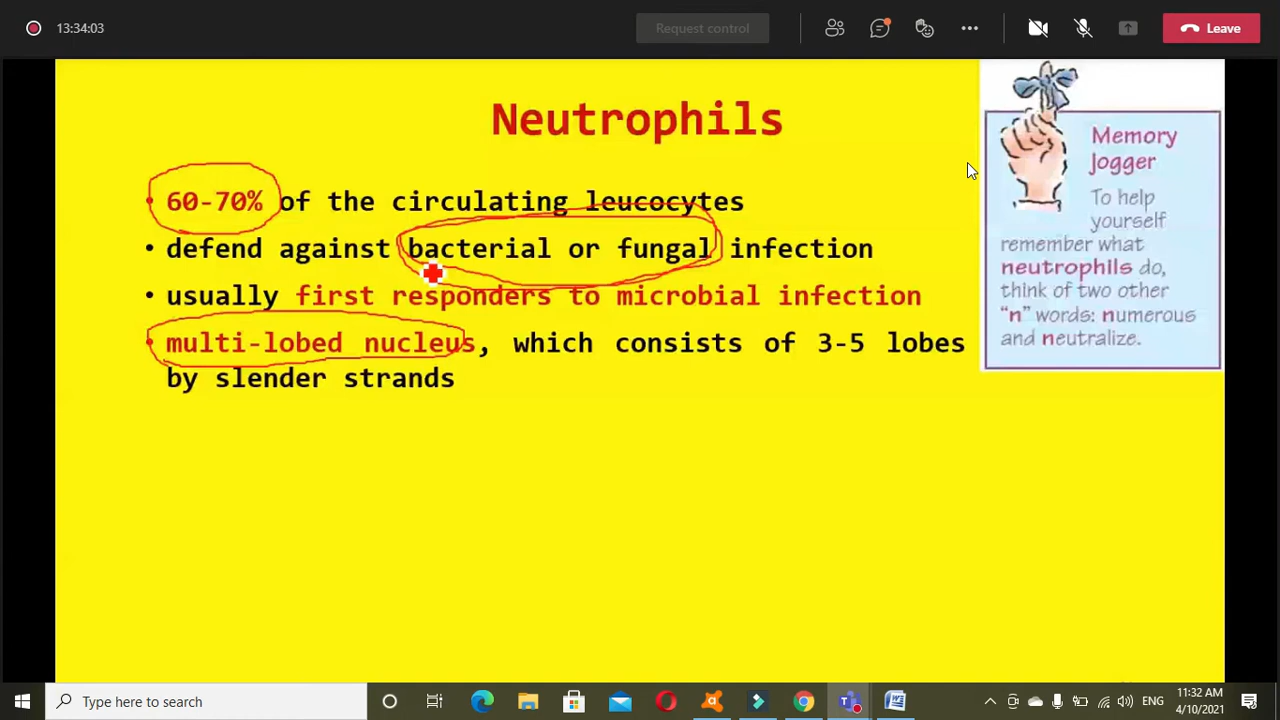 13:34:03
Request control
Leave
Neutrophils
• 60-70% of the circulating leucocytes
• defend against bacterial or fungal infection
• usually first responders to microbial infection
• multi-lobed nucleus, which consists of 3-5 lobes
by slender strands
Memory
Jogger
To help
yourself
remember what
neutrophils do,
think of two other
“n” words: numerous
and neutralize.
Type here to search
ENG
11:32 AM
4/10/2021